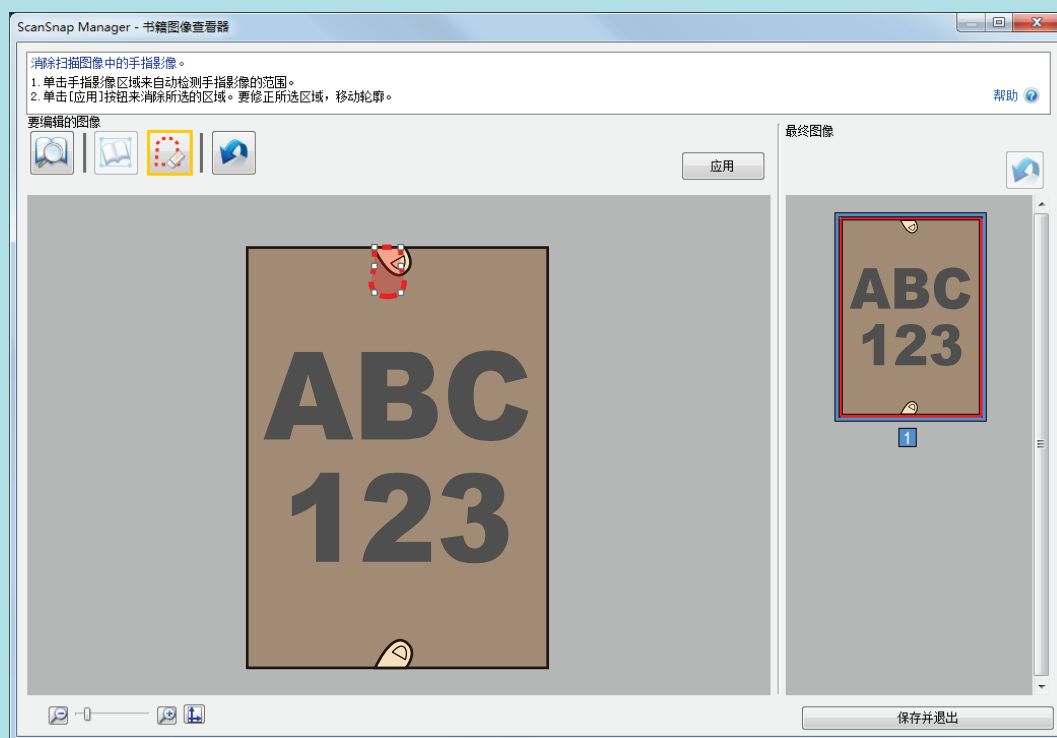 ScanSnap Manager - 书籍图像查看器
消除扫描图像中的手指影像。
1. 单击手指影像区域来自动检测手指影像的范围。
2. 单击[应用]按钮来消除所选的区域。要修正所选区域，移动轮廓。
帮助
要编辑的图像
应用
最终图像
ABC
123
ABC
123
1
保存并退出